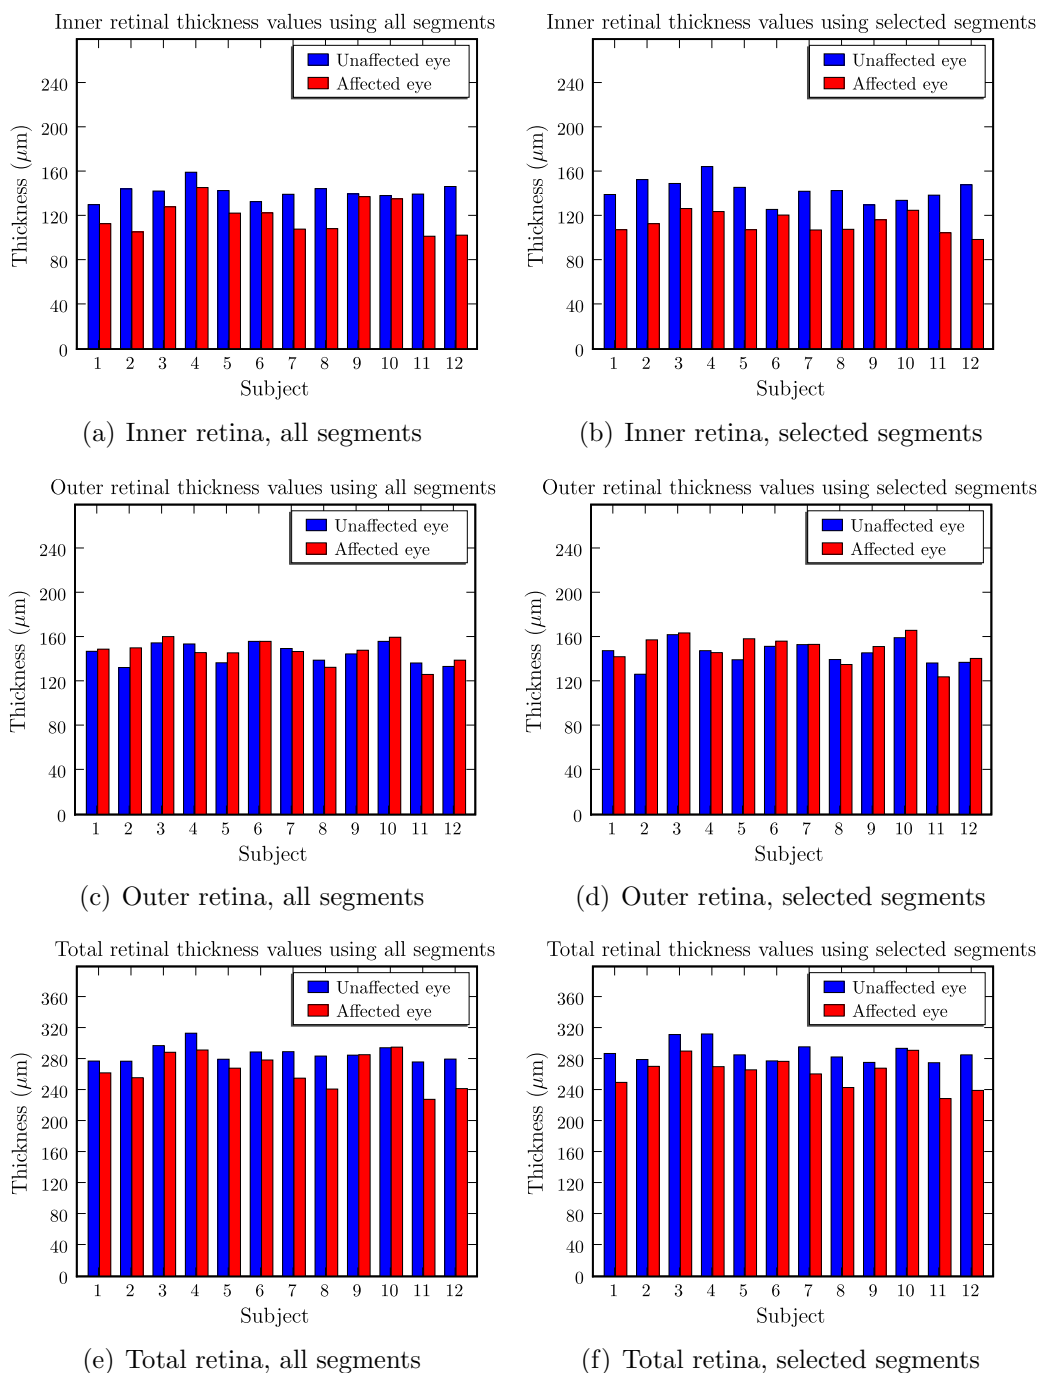 Inner retinal thickness values using all segments
Unaffected eye
Affected eye
Thickness (μm)
240
200
160
120
80
40
0
1 2 3 4 5 6 7 8 9 10 11 12
Subject
(a) Inner retina, all segments
Inner retinal thickness values using selected segments
Unaffected eye
Affected eye
Thickness (μm)
240
200
160
120
80
40
0
1 2 3 4 5 6 7 8 9 10 11 12
Subject
(b) Inner retina, selected segments
Outer retinal thickness values using all segments
Unaffected eye
Affected eye
Thickness (μm)
240
200
160
120
80
40
0
1 2 3 4 5 6 7 8 9 10 11 12
Subject
(c) Outer retina, all segments
Outer retinal thickness values using selected segments
Unaffected eye
Affected eye
Thickness (μm)
240
200
160
120
80
40
0
1 2 3 4 5 6 7 8 9 10 11 12
Subject
(d) Outer retina, selected segments
Total retinal thickness values using all segments
Unaffected eye
Affected eye
Thickness (μm)
360
320
280
240
200
160
120
80
40
0
1 2 3 4 5 6 7 8 9 10 11 12
Subject
(e) Total retina, all segments
Total retinal thickness values using selected segments
Unaffected eye
Affected eye
Thickness (μm)
360
320
280
240
200
160
120
80
40
0
1 2 3 4 5 6 7 8 9 10 11 12
Subject
(f) Total retina, selected segments